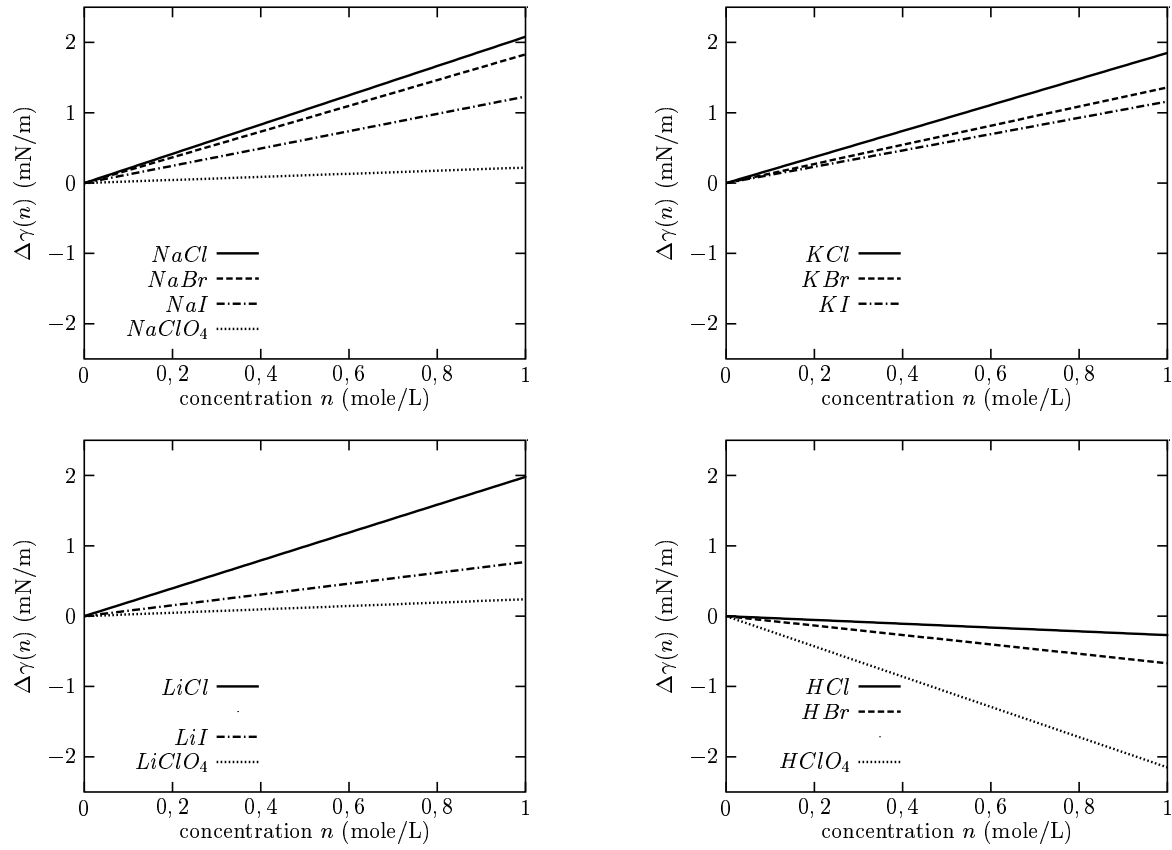 2
1
0
−1
−2
Δγ(n) (mN/m)
NaCl
NaBr
NaI
NaClO₄
0 0, 2 0, 4 0, 6 0, 8 1
concentration n (mole/L)
2
1
0
−1
−2
Δγ(n) (mN/m)
KCl
KBr
KI
0 0, 2 0, 4 0, 6 0, 8 1
concentration n (mole/L)
2
1
0
−1
−2
Δγ(n) (mN/m)
LiCl
LiI
LiClO₄
0 0, 2 0, 4 0, 6 0, 8 1
concentration n (mole/L)
2
1
0
−1
−2
Δγ(n) (mN/m)
HCl
HBr
HClO₄
0 0, 2 0, 4 0, 6 0, 8 1
concentration n (mole/L)